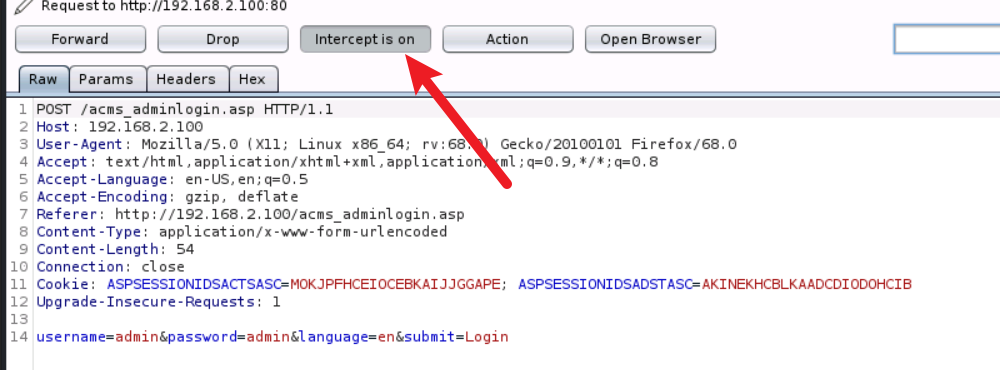 Request to http://192.168.2.100:80
Forward Drop Intercept is on Action Open Browser
Raw Params Headers Hex
1 POST /acms_adminlogin.asp HTTP/1.1
2 Host: 192.168.2.100
3 User-Agent: Mozilla/5.0 (X11; Linux x86_64; rv:68.0) Gecko/20100101 Firefox/68.0
4 Accept: text/html,application/xhtml+xml,application/xml;q=0.9,*/*;q=0.8
5 Accept-Language: en-US,en;q=0.5
6 Accept-Encoding: gzip, deflate
7 Referer: http://192.168.2.100/acms_adminlogin.asp
8 Content-Type: application/x-www-form-urlencoded
9 Content-Length: 54
10 Connection: close
11 Cookie: ASPSESSIONIDSACTSASC=MOKJPFHCEIOCEBKAIJJGGAPE; ASPSESSIONIDSADSTASC=AKINEKHCBLKAADCDIODOHCIB
12 Upgrade-Insecure-Requests: 1
13
14 username=admin&password=admin&language=en&submit=Login